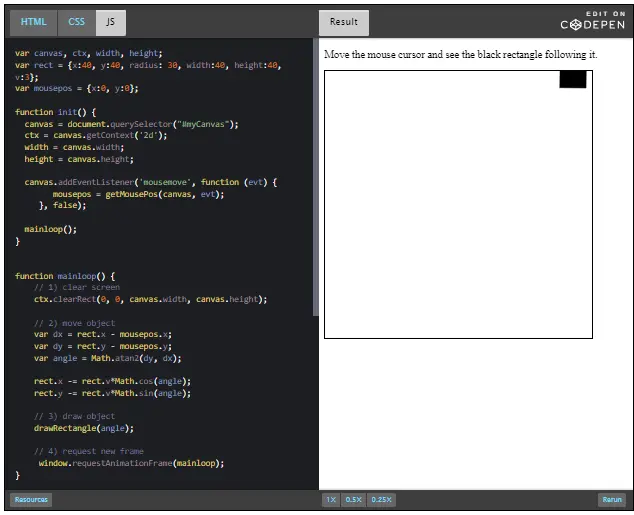 HTML CSS JS Result EDIT ON
CODEPEN
var canvas, ctx, width, height;
var rect = {x:40, y:40, radius: 30, width:40, height:40,
v:3};
var mousepos = {x:0, y:0};
function init() {
canvas = document.querySelector("#myCanvas");
ctx = canvas.getContext('2d');
width = canvas.width;
height = canvas.height;
canvas.addEventListener('mousemove', function (evt) {
mousepos = getMousePos(canvas, evt);
}, false);
mainloop();
}
function mainloop() {
// 1) clear screen
ctx.clearRect(0, 0, canvas.width, canvas.height);
// 2) move object
var dx = rect.x - mousepos.x;
var dy = rect.y - mousepos.y;
var angle = Math.atan2(dy, dx);
rect.x -= rect.v*Math.cos(angle);
rect.y -= rect.v*Math.sin(angle);
// 3) draw object
drawRectangle(angle);
// 4) request new frame
window.requestAnimationFrame(mainloop);
}
Move the mouse cursor and see the black rectangle following it.
Resources 1X 0.5X 0.25X Rerun